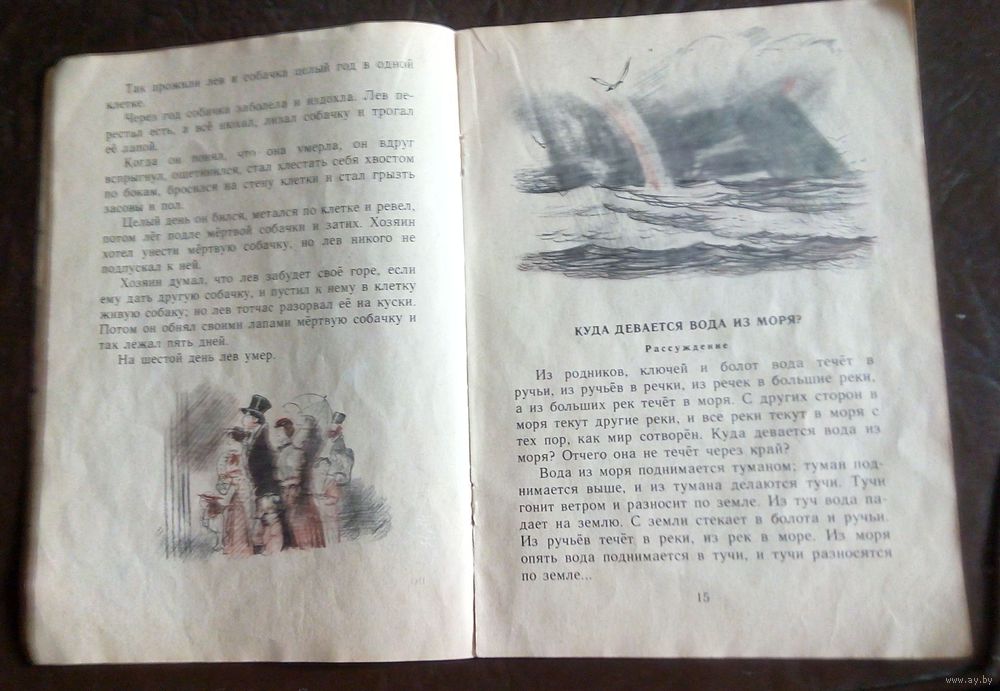 Так прожили лев и собачка целый год в одной
клетке.
Через год собачка заболела и издохла. Лев пе-
рестал есть, а всё нюхал, лизал собачку и трогал
её лапой.
Когда он понял, что она умерла, он вдруг
вспрыгнул, ощетинился, стал хлестать себя хвостом
по бокам, бросился на стену клетки и стал грызть
засовы и пол.
Целый день он бился, метался по клетке и ревел,
потом лёг подле мёртвой собачки и затих. Хозяин
хотел унести мёртвую собачку, но лев никого не
подпускал к ней.
Хозяин думал, что лев забудет своё горе, если
ему дать другую собачку, и пустил к нему в клетку
живую собаку; но лев тотчас разорвал её на куски.
Потом он обнял своими лапами мёртвую собачку и
так лежал пять дней.
На шестой день лев умер.
КУДА ДЕВАЕТСЯ ВОДА ИЗ МОРЯ?
Рассуждение
Из родников, ключей и болот вода течёт в
ручьи, из ручьёв в речки, из речек в большие реки,
а из больших рек течёт в моря. С других сторон в
моря текут другие реки, и все реки текут в моря с
тех пор, как мир сотворён. Куда девается вода из
моря? Отчего она не течёт через край?
Вода из моря поднимается туманом; туман под-
нимается выше, и из тумана делаются тучи. Тучи
гонит ветром и разносит по земле. Из туч вода па-
дает на землю. С земли стекает в болота и ручьи.
Из ручьёв течёт в реки, из рек в море. Из моря
опять вода поднимается в тучи, и тучи разносятся
по земле...
15
www.ay.by